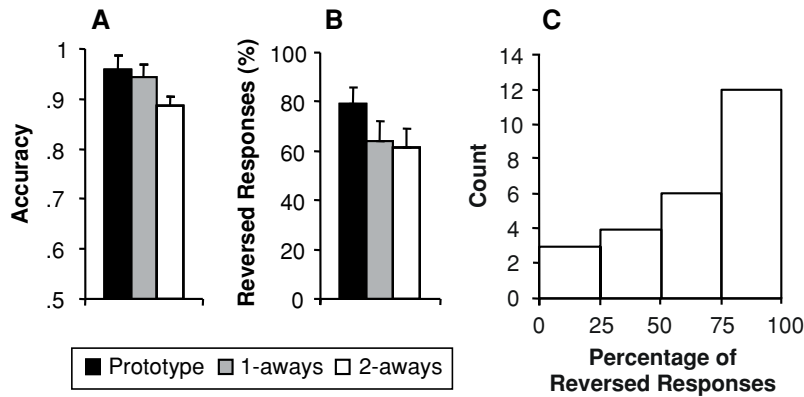 A
B
C
1
.9
.8
.7
.6
.5
Accuracy
100
80
60
40
20
0
Reversed Responses (%)
14
12
10
8
6
4
2
0
Count
0 25 50 75 100
Percentage of
Reversed Responses
Prototype 1-aways 2-aways